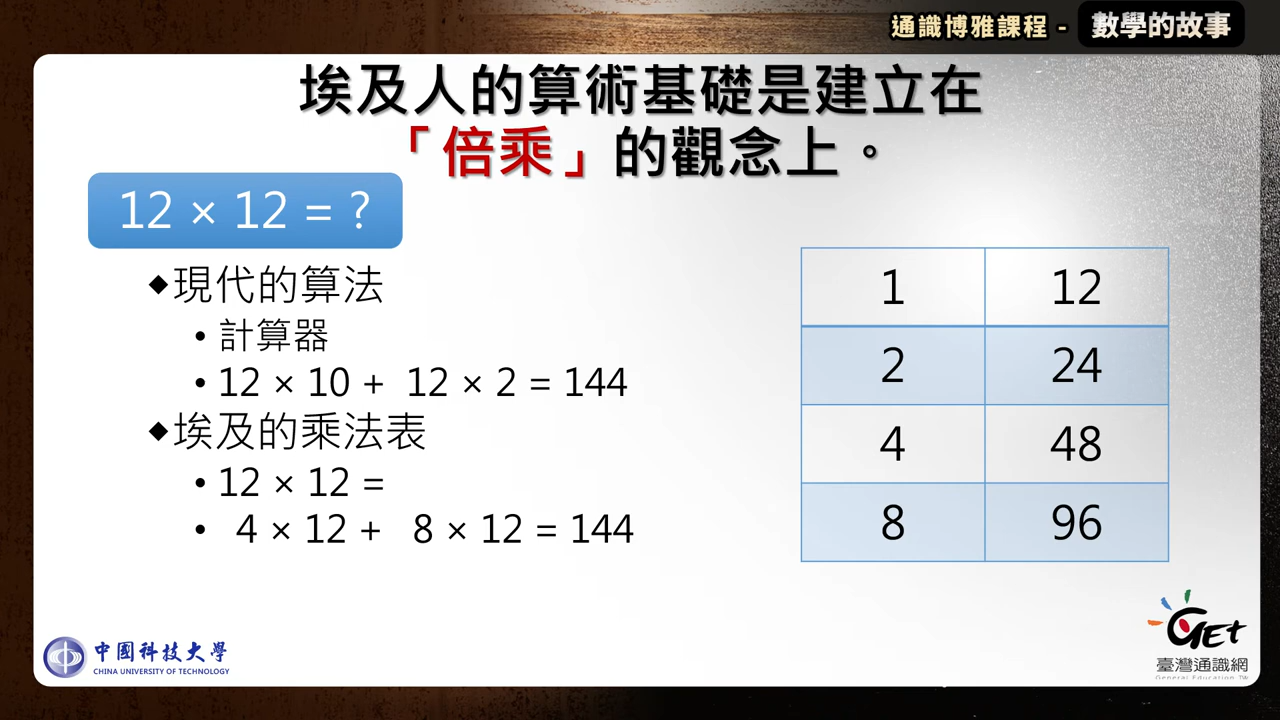 通識博雅課程 - 數學的故事
埃及人的算術基礎是建立在
「倍乘」的觀念上。
12 × 12 = ?
◆現代的算法
• 計算器
• 12 × 10 + 12 × 2 = 144
◆埃及的乘法表
• 12 × 12 =
• 4 × 12 + 8 × 12 = 144
1 12
2 24
4 48
8 96
中國科技大學
CHINA UNIVERSITY OF TECHNOLOGY
GET
臺灣通識網
General Education TW